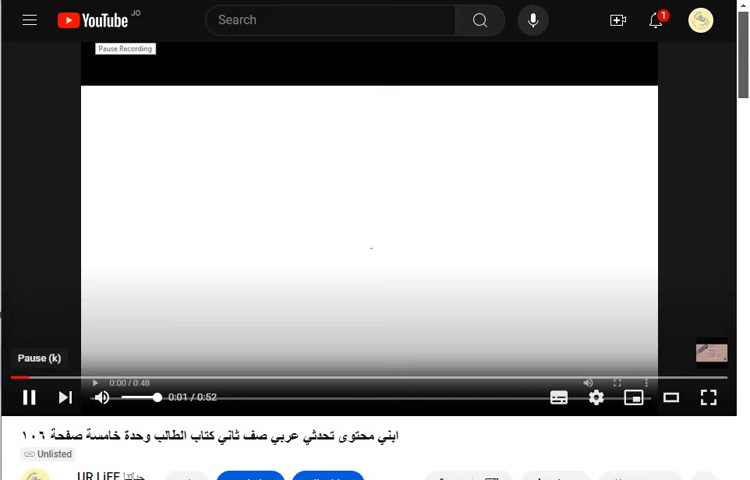 YouTube JO
Search
1
Pause Recording
Pause (k)
0:00 / 0:48
0:01 / 0:52
ابني محتوى تحدثي عربي صف ثاني كتاب الطالب وحدة خامسة صفحة ١٠٦
Unlisted
UR LiFE